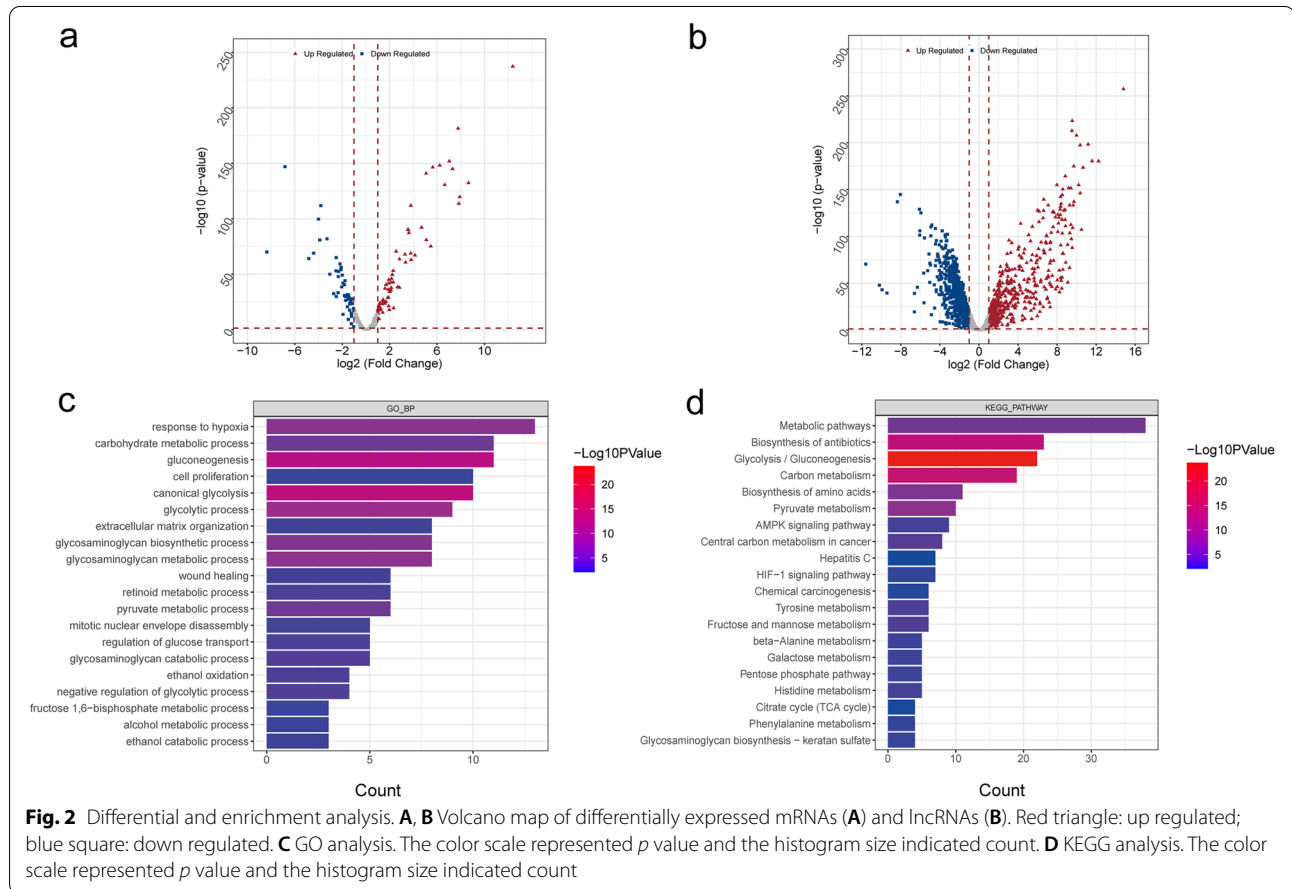 a
▲ Up Regulated ■ Down Regulated
250
200
150
100
50
0
−log10 (p−value)
−10 −6 −2 2 6 10
log2 (Fold Change)
b
▲ Up Regulated ■ Down Regulated
300
250
200
150
100
50
0
−log10 (p−value)
−12 −8 −4 0 4 8 12 16
log2 (Fold Change)
c
GO_BP
response to hypoxia
carbohydrate metabolic process
gluconeogenesis
cell proliferation
canonical glycolysis
glycolytic process
extracellular matrix organization
glycosaminoglycan biosynthetic process
glycosaminoglycan metabolic process
wound healing
retinoid metabolic process
pyruvate metabolic process
mitotic nuclear envelope disassembly
regulation of glucose transport
glycosaminoglycan catabolic process
ethanol oxidation
negative regulation of glycolytic process
fructose 1,6−bisphosphate metabolic process
alcohol metabolic process
ethanol catabolic process
0 5 10
Count
−Log10PValue
20
15
10
5
d
KEGG_PATHWAY
Metabolic pathways
Biosynthesis of antibiotics
Glycolysis / Gluconeogenesis
Carbon metabolism
Biosynthesis of amino acids
Pyruvate metabolism
AMPK signaling pathway
Central carbon metabolism in cancer
Hepatitis C
HIF−1 signaling pathway
Chemical carcinogenesis
Tyrosine metabolism
Fructose and mannose metabolism
beta−Alanine metabolism
Galactose metabolism
Pentose phosphate pathway
Histidine metabolism
Citrate cycle (TCA cycle)
Phenylalanine metabolism
Glycosaminoglycan biosynthesis − keratan sulfate
0 10 20 30
Count
−Log10PValue
20
15
10
5
Fig. 2 Differential and enrichment analysis. A, B Volcano map of differentially expressed mRNAs (A) and lncRNAs (B). Red triangle: up regulated;
blue square: down regulated. C GO analysis. The color scale represented p value and the histogram size indicated count. D KEGG analysis. The color
scale represented p value and the histogram size indicated count